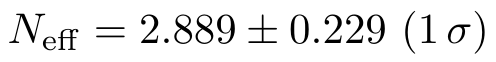 N_eff = 2.889 ± 0.229 (1 σ)